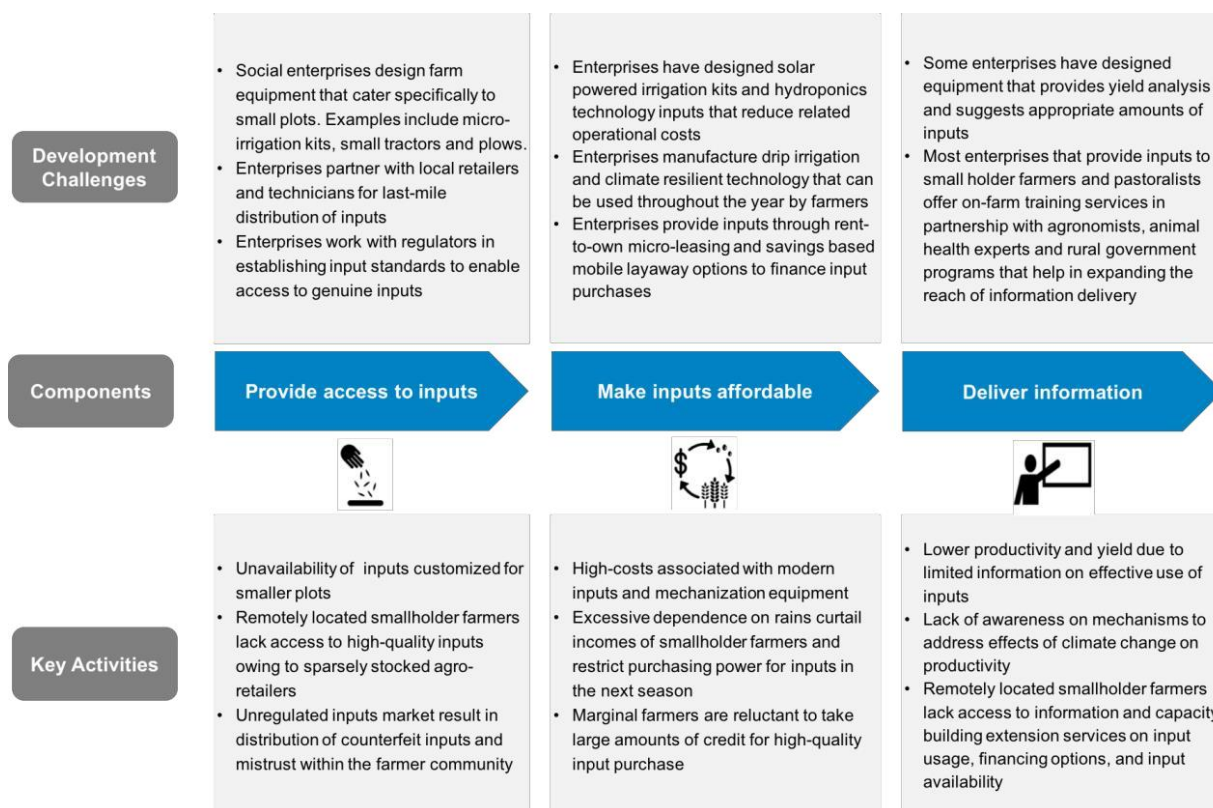 Development
Challenges
• Social enterprises design farm
equipment that cater specifically to
small plots. Examples include micro-
irrigation kits, small tractors and plows.
• Enterprises partner with local retailers
and technicians for last-mile
distribution of inputs
• Enterprises work with regulators in
establishing input standards to enable
access to genuine inputs
• Enterprises have designed solar
powered irrigation kits and hydroponics
technology inputs that reduce related
operational costs
• Enterprises manufacture drip irrigation
and climate resilient technology that can
be used throughout the year by farmers
• Enterprises provide inputs through rent-
to-own micro-leasing and savings based
mobile layaway options to finance input
purchases
• Some enterprises have designed
equipment that provides yield analysis
and suggests appropriate amounts of
inputs
• Most enterprises that provide inputs to
small holder farmers and pastoralists
offer on-farm training services in
partnership with agronomists, animal
health experts and rural government
programs that help in expanding the
reach of information delivery
Components
Provide access to inputs
Make inputs affordable
Deliver information
$
Key Activities
• Unavailability of inputs customized for
smaller plots
• Remotely located smallholder farmers
lack access to high-quality inputs
owing to sparsely stocked agro-
retailers
• Unregulated inputs market result in
distribution of counterfeit inputs and
mistrust within the farmer community
• High-costs associated with modern
inputs and mechanization equipment
• Excessive dependence on rains curtail
incomes of smallholder farmers and
restrict purchasing power for inputs in
the next season
• Marginal farmers are reluctant to take
large amounts of credit for high-quality
input purchase
• Lower productivity and yield due to
limited information on effective use of
inputs
• Lack of awareness on mechanisms to
address effects of climate change on
productivity
• Remotely located smallholder farmers
lack access to information and capacity
building extension services on input
usage, financing options, and input
availability